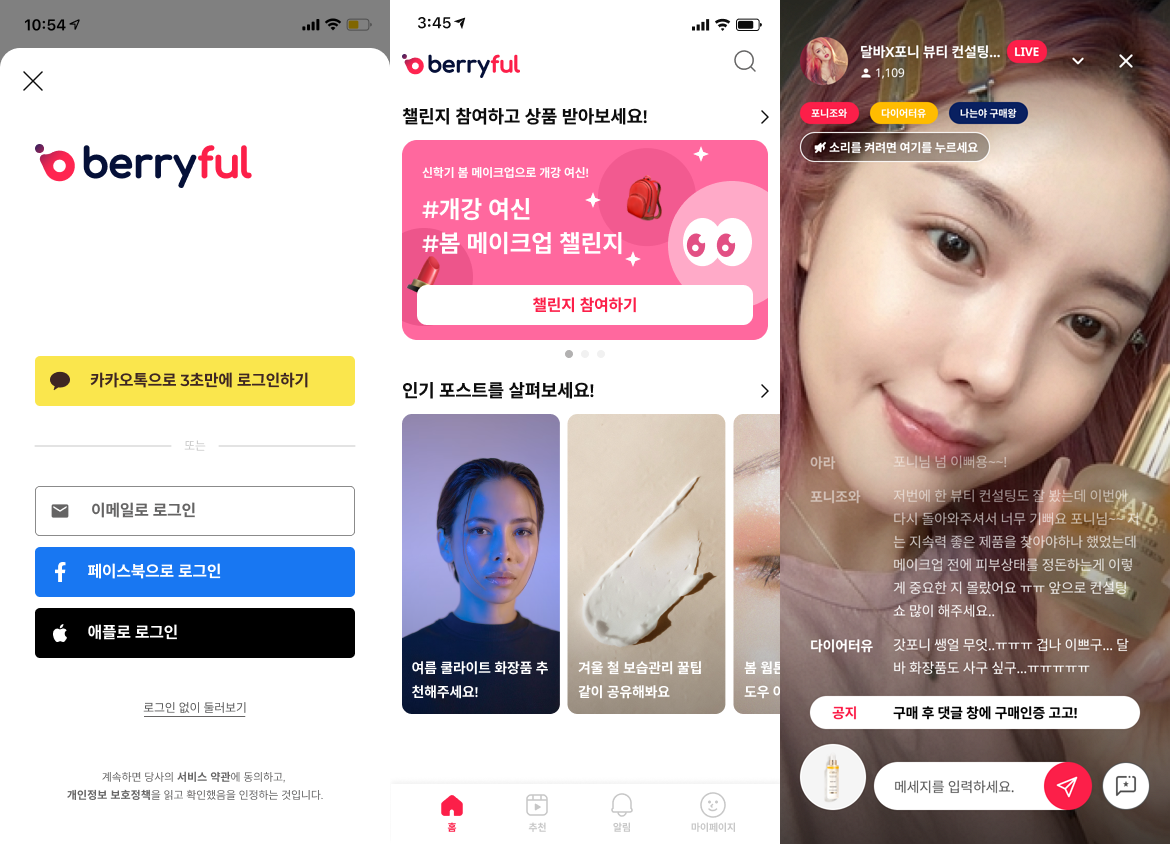 10:54
berryful
카카오톡으로 3초만에 로그인하기
또는
이메일로 로그인
페이스북으로 로그인
애플로 로그인
로그인 없이 둘러보기
계속하면 당사의 서비스 약관에 동의하고,
개인정보 보호정책을 읽고 확인했음을 인정하는 것입니다.
3:45
berryful
챌린지 참여하고 상품 받아보세요!
신학기 봄 메이크업으로 개강 여신!
#개강 여신
#봄 메이크업 챌린지
챌린지 참여하기
인기 포스트를 살펴보세요!
여름 쿨라이트 화장품 추
천해주세요!
겨울 철 보습관리 꿀팁
같이 공유해봐요
봄 웜톤
도우
홈
추천
알림
마이페이지
달바X포니 뷰티 컨설팅...
LIVE
1,109
포니조와
다이어터유
나는야 구매왕
소리를 켜려면 여기를 누르세요
아라 포니님 넘 이뻐용~~!
포니조와 저번에 한 뷰티 컨설팅도 잘 봤는데 이번에
다시 돌아와주셔서 너무 기뻐요 포니님~~ 저
는 지속력 좋은 제품을 찾아야하나 했었는데
메이크업 전에 피부상태를 정돈하는게 이렇
게 중요한 지 몰랐어요 ㅠㅠ 앞으로 컨설팅
쇼 많이 해주세요..
다이어터유 갓포니 쌩얼 무엇..ㅠㅠㅠ 겁나 이쁘구... 달
바 화장품도 사구 싶구...ㅠㅠㅠㅠㅠ
공지 구매 후 댓글 창에 구매인증 고고!
메세지를 입력하세요.